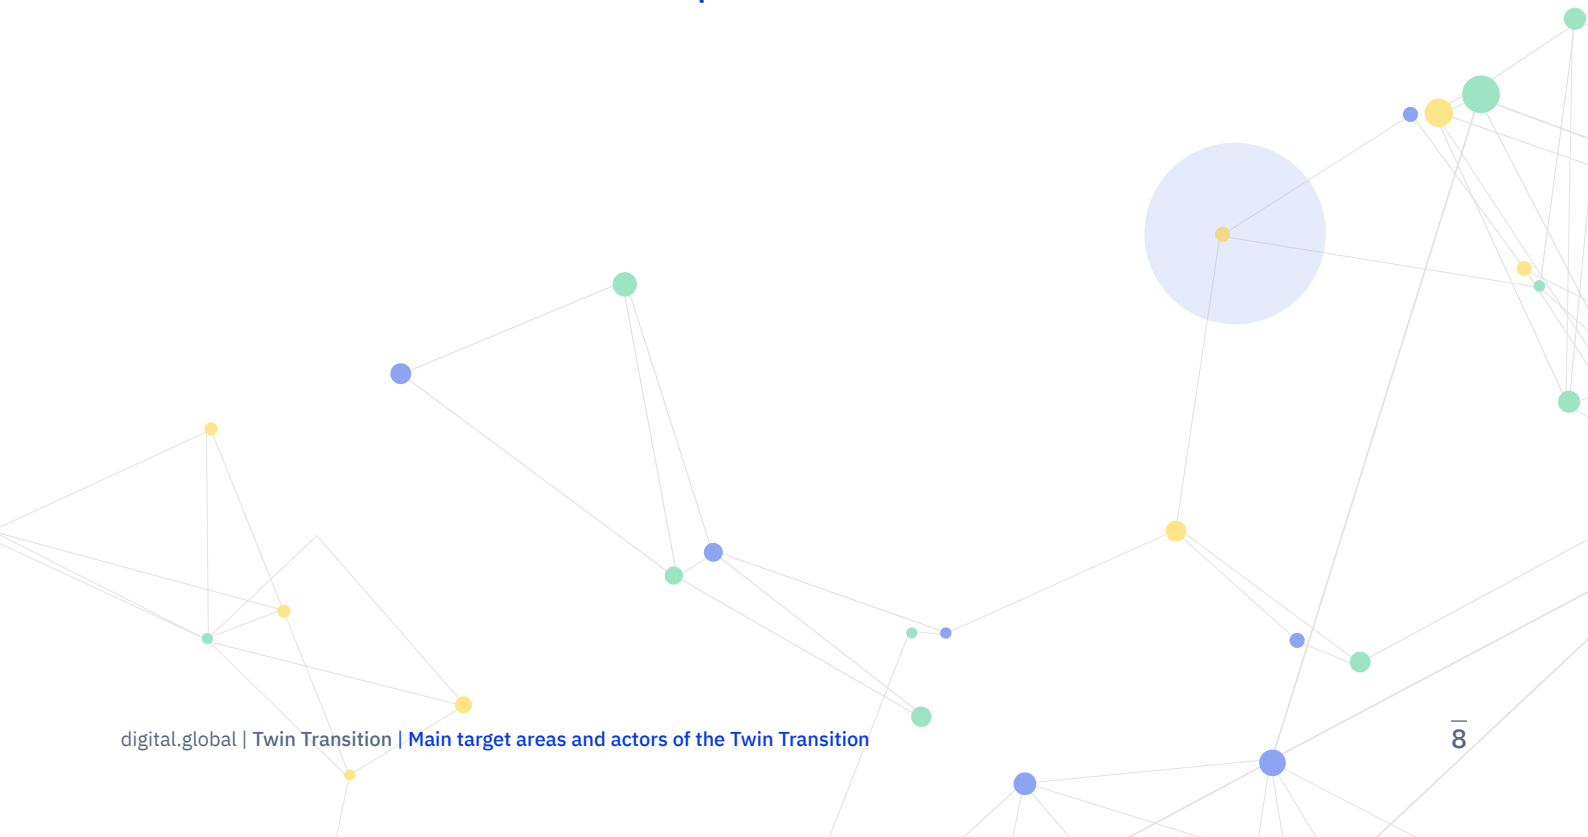 digital.global | Twin Transition | Main target areas and actors of the Twin Transition
8